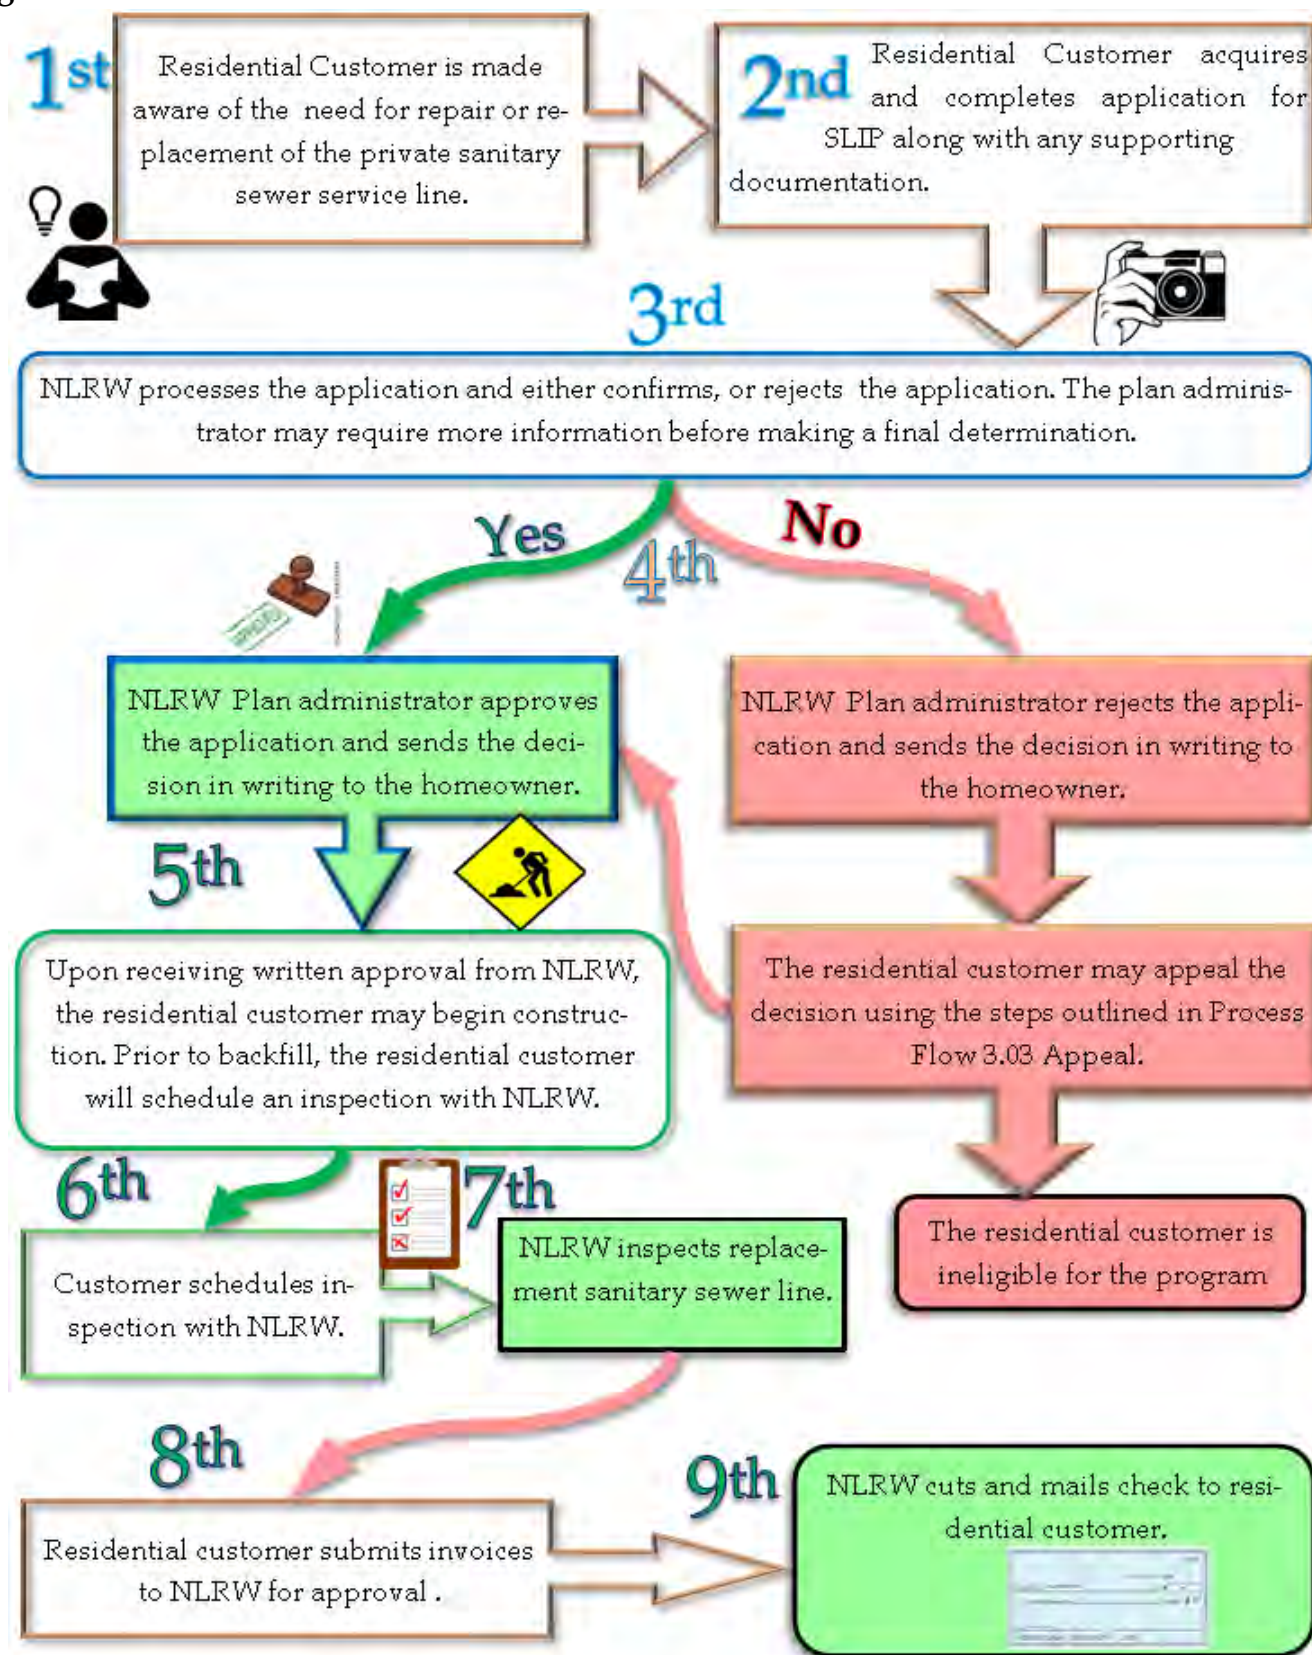 1st
Residential Customer is made
aware of the need for repair or re-
placement of the private sanitary
sewer service line.
2nd
Residential Customer acquires
and completes application for
SLIP along with any supporting
documentation.
3rd
NLRW processes the application and either confirms, or rejects the application. The plan adminis-
trator may require more information before making a final determination.
Yes
No
4th
NLRW Plan administrator approves
the application and sends the deci-
sion in writing to the homeowner.
NLRW Plan administrator rejects the appli-
cation and sends the decision in writing to
the homeowner.
5th
Upon receiving written approval from NLRW,
the residential customer may begin construc-
tion. Prior to backfill, the residential customer
will schedule an inspection with NLRW.
The residential customer may appeal the
decision using the steps outlined in Process
Flow 3.03 Appeal.
6th
Customer schedules in-
spection with NLRW.
7th
NLRW inspects replace-
ment sanitary sewer line.
The residential customer is
ineligible for the program
8th
Residential customer submits invoices
to NLRW for approval .
9th
NLRW cuts and mails check to resi-
dential customer.